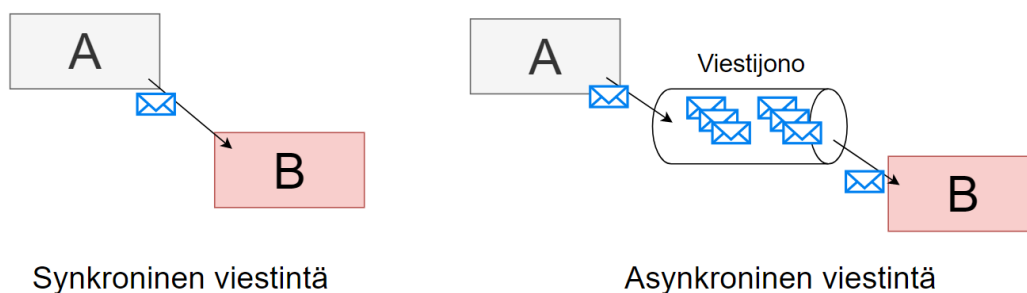 A
B
Synkroninen viestintä
A
Viestijono
B
Asynkroninen viestintä